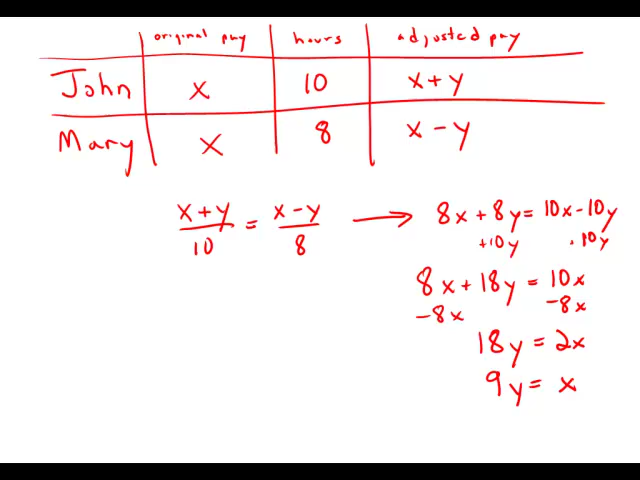 original pay hours adjusted pay
John x 10 x+y
Mary x 8 x-y
x+y/10 = x-y/8 → 8x+8y=10x-10y
+10y +10y
8x+18y=10x
-8x -8x
18y=2x
9y=x